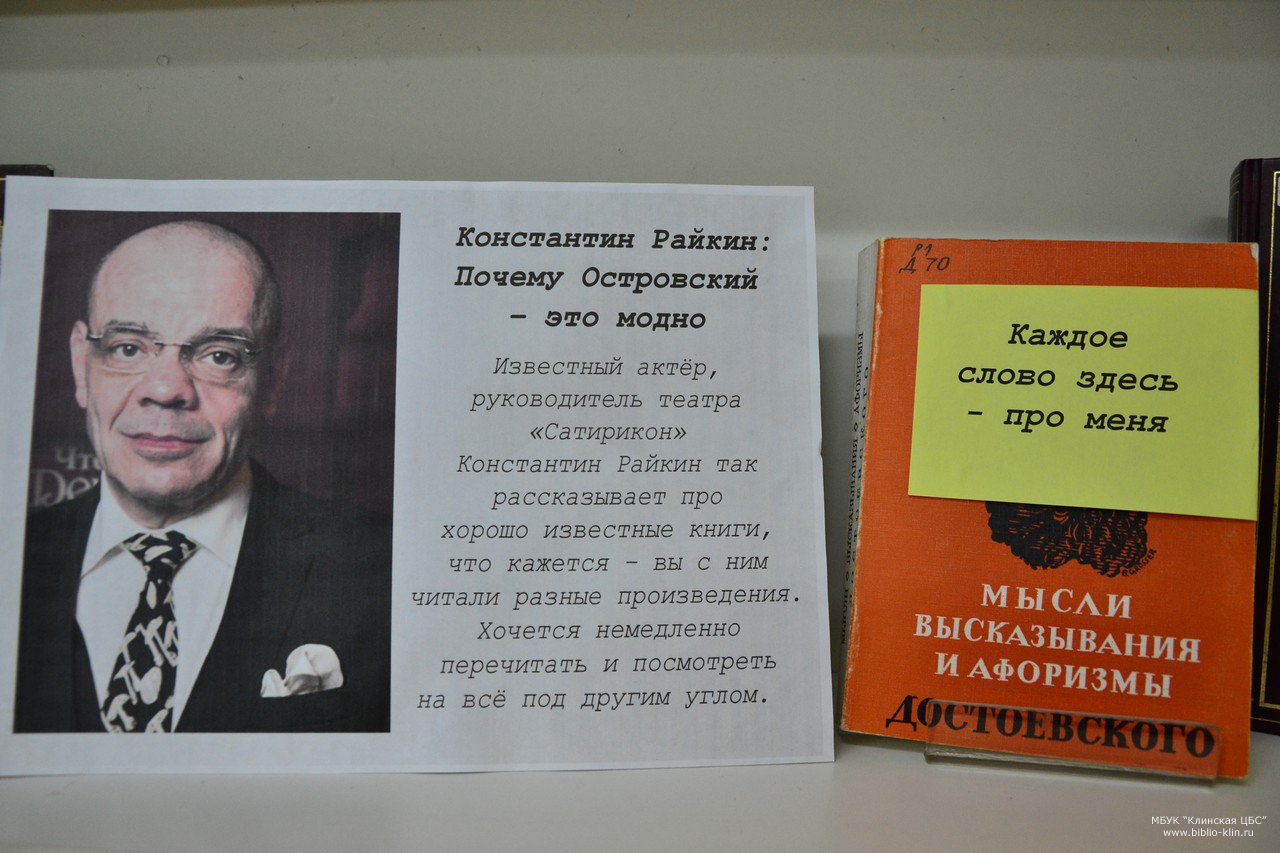 Константин Райкин:
Почему Островский
– это модно
Известный актёр,
руководитель театра
«Сатирикон»
Константин Райкин так
рассказывает про
хорошо известные книги,
что кажется – вы с ним
читали разные произведения.
Хочется немедленно
перечитать и посмотреть
на всё под другим углом.
Д 70
Каждое
слово здесь
- про меня
МЫСЛИ
ВЫСКАЗЫВАНИЯ
И АФОРИЗМЫ
ДОСТОЕВСКОГО
МБУК "Клинская ЦБС"
www.biblio-klin.ru